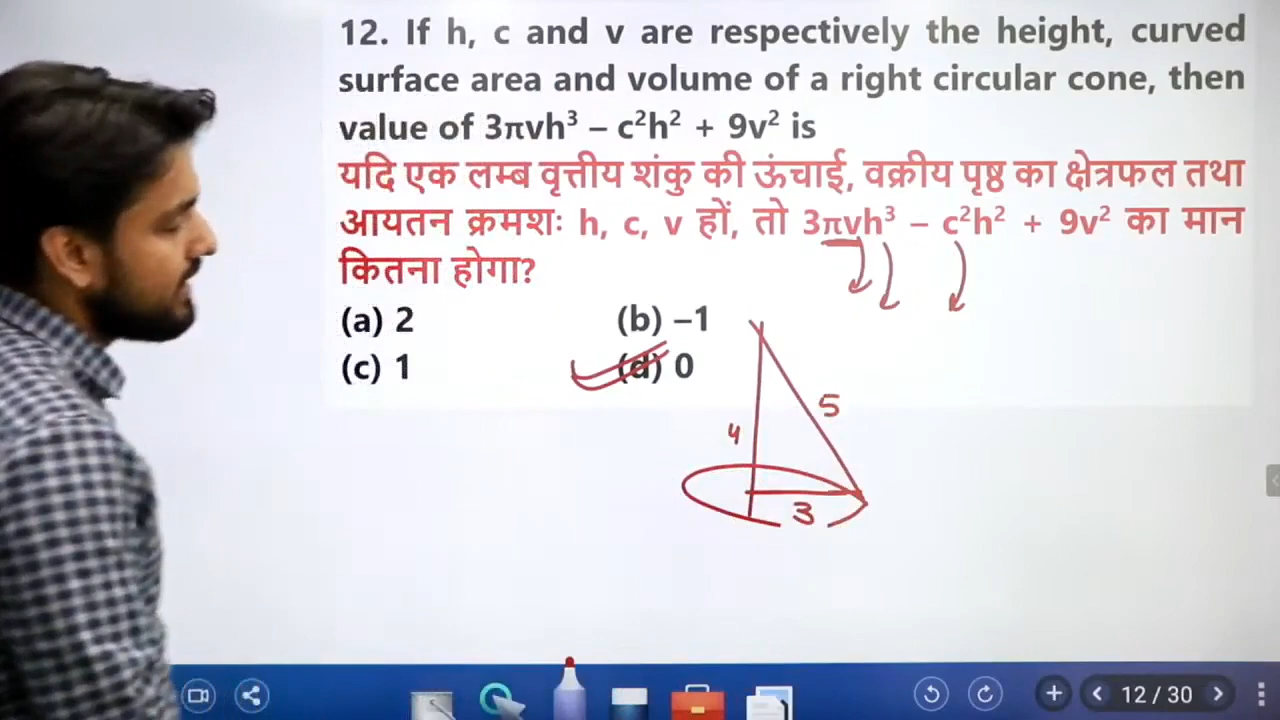 12. If h, c and v are respectively the height, curved
surface area and volume of a right circular cone, then
value of 3πvh³ – c²h² + 9v² is
यदि एक लम्ब वृत्तीय शंकु की ऊंचाई, वक्रीय पृष्ठ का क्षेत्रफल तथा
आयतन क्रमशः h, c, v हों, तो 3πvh³ – c²h² + 9v² का मान
कितना होगा?
(a) 2 (b) –1
(c) 1 (d) 0
5
4
3
12 / 30